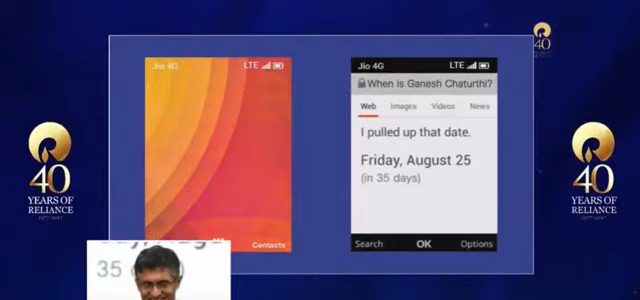 40
Jio 4G LTE
Contacts
Jio 4G LTE
When is Ganesh Chaturthi?
Web Images Videos News
I pulled up that date.
Friday, August 25
(in 35 days)
Search OK Options
40
YEARS OF
RELIANCE
40
YEARS OF
RELIANCE
35